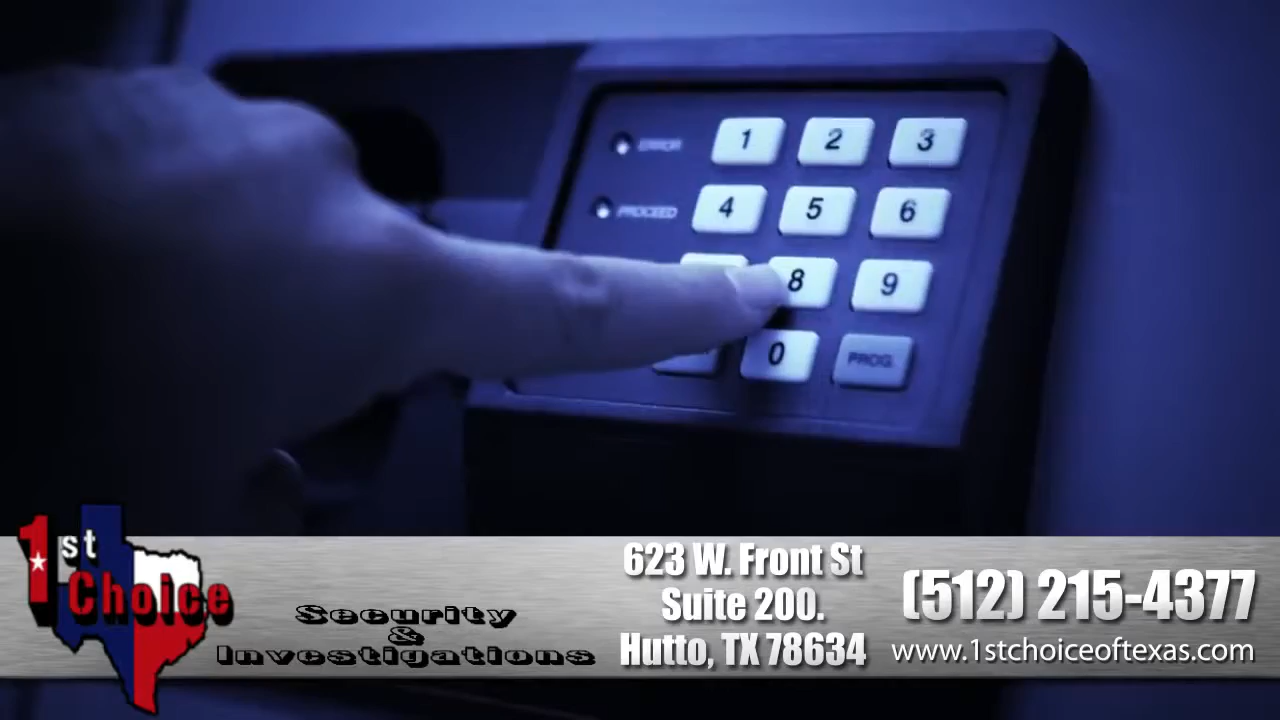 ERROR
1 2 3
PROCEED
4 5 6
8 9
0 PROG.
1st
Choice
Security
&
Investigations
623 W. Front St
Suite 200.
Hutto, TX 78634
(512) 215-4377
www.1stchoiceoftexas.com